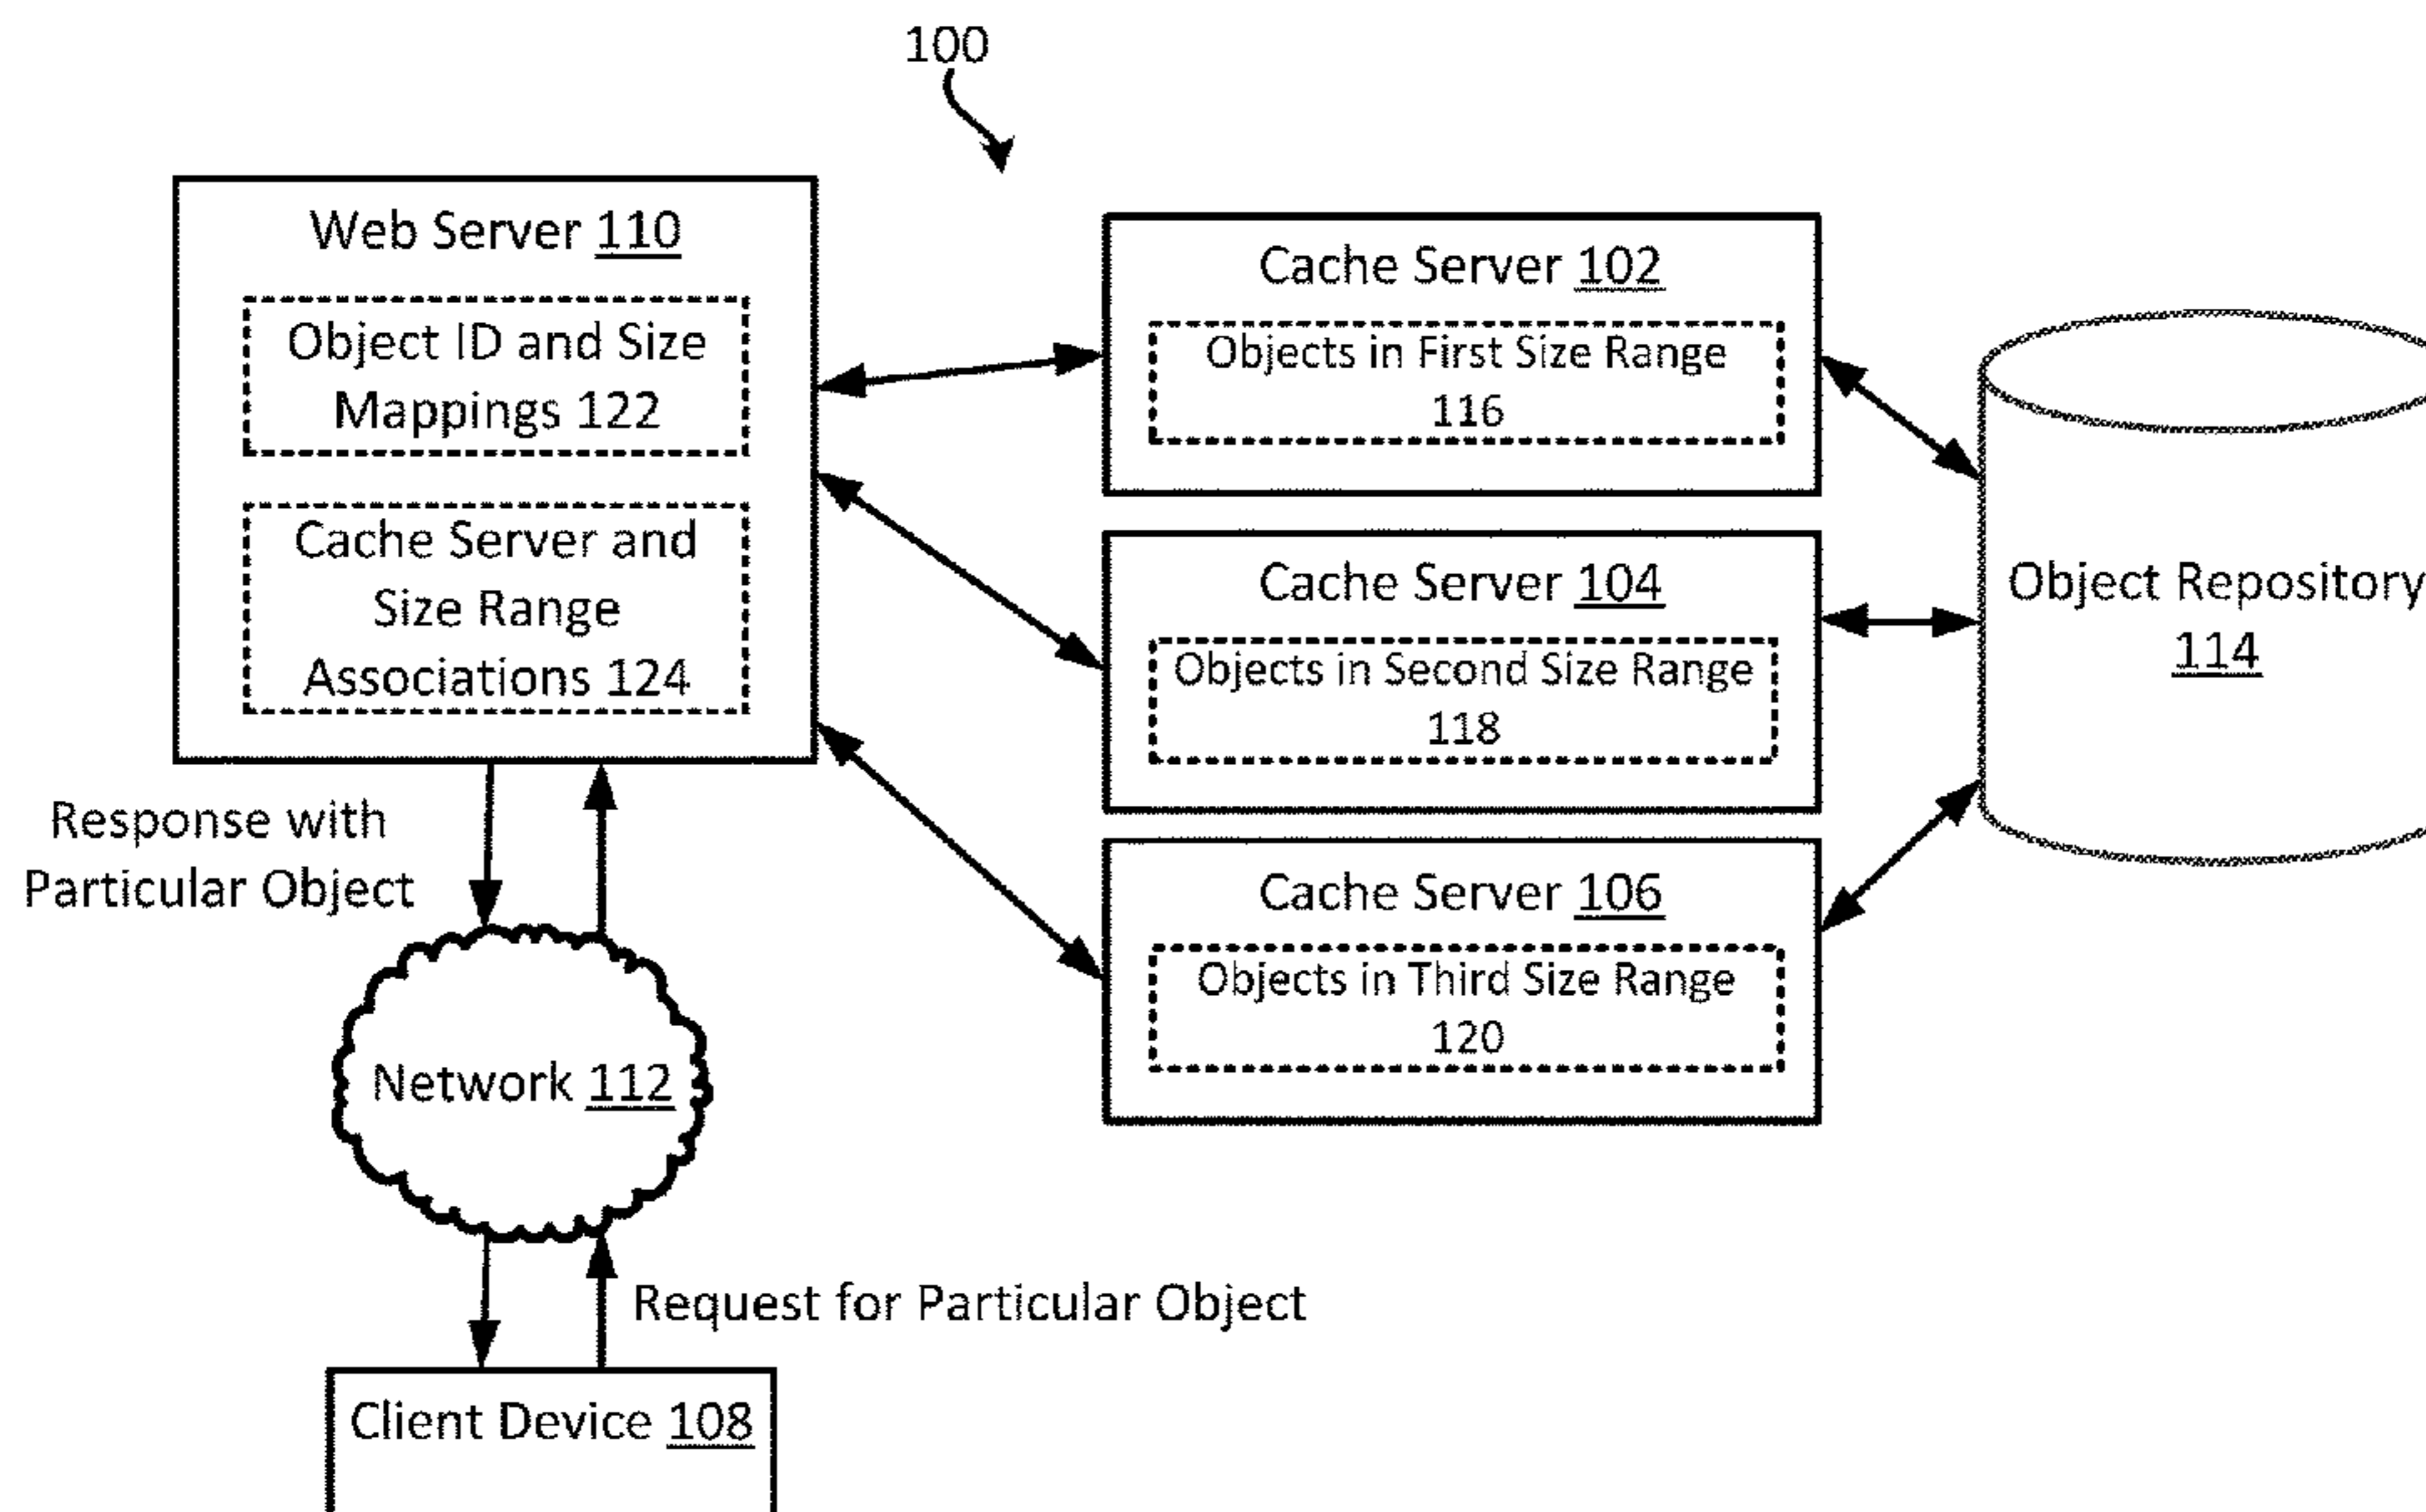 100
Web Server 110
Object ID and Size
Mappings 122
Cache Server and
Size Range
Associations 124
Cache Server 102
Objects in First Size Range
116
Cache Server 104
Objects in Second Size Range
118
Cache Server 106
Objects in Third Size Range
120
Object Repository
114
Response with
Particular Object
Network 112
Request for Particular Object
Client Device 108